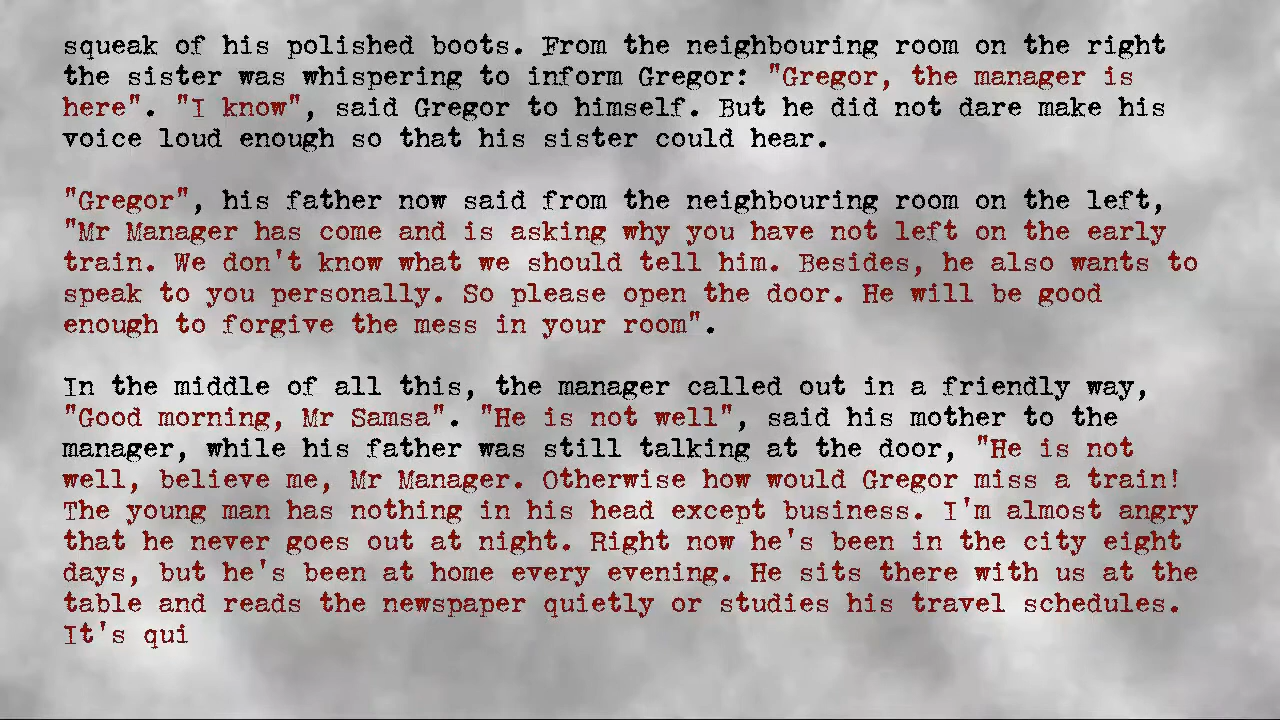 squeak of his polished boots. From the neighbouring room on the right
the sister was whispering to inform Gregor: "Gregor, the manager is
here". "I know", said Gregor to himself. But he did not dare make his
voice loud enough so that his sister could hear.
"Gregor", his father now said from the neighbouring room on the left,
"Mr Manager has come and is asking why you have not left on the early
train. We don't know what we should tell him. Besides, he also wants to
speak to you personally. So please open the door. He will be good
enough to forgive the mess in your room".
In the middle of all this, the manager called out in a friendly way,
"Good morning, Mr Samsa". "He is not well", said his mother to the
manager, while his father was still talking at the door, "He is not
well, believe me, Mr Manager. Otherwise how would Gregor miss a train!
The young man has nothing in his head except business. I'm almost angry
that he never goes out at night. Right now he's been in the city eight
days, but he's been at home every evening. He sits there with us at the
table and reads the newspaper quietly or studies his travel schedules.
It's qui